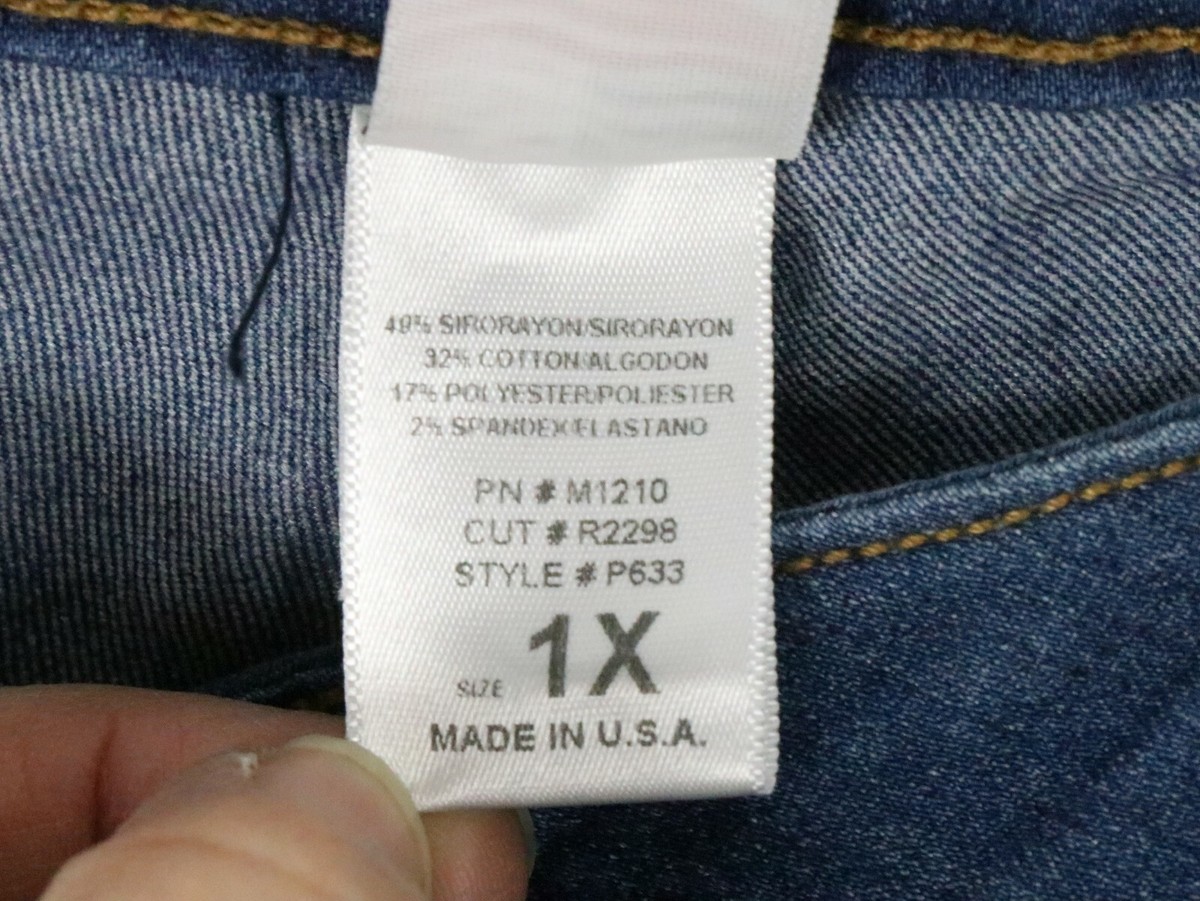 49% SIRORAYON/SIRORAYON
32% COTTON/ALGODON
17% POLYESTER/POLIESTER
2% SPANDEX/ELASTANO
PN # M1210
CUT # R2298
STYLE # P633
SIZE 1X
MADE IN U.S.A.